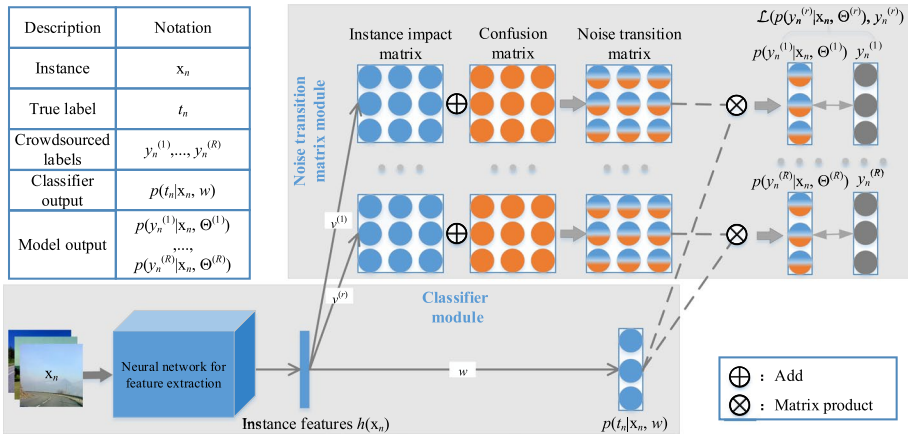 Description Notation
Instance xₙ
True label tₙ
Crowdsourced labels yₙ⁽¹⁾,..., yₙ⁽ᴿ⁾
Classifier output p(tₙ|xₙ, w)
Model output p(yₙ⁽¹⁾|xₙ, Θ⁽¹⁾)
,...,
p(yₙ⁽ᴿ⁾|xₙ, Θ⁽ᴿ⁾)
Noise transition
matrix module
Instance impact
matrix
Confusion
matrix
Noise transition
matrix
ℒ(p(yₙ⁽ʳ⁾|xₙ, Θ⁽ʳ⁾), yₙ⁽ʳ⁾)
p(yₙ⁽¹⁾|xₙ, Θ⁽¹⁾) yₙ⁽¹⁾
p(yₙ⁽ᴿ⁾|xₙ, Θ⁽ᴿ⁾) yₙ⁽ᴿ⁾
v⁽¹⁾
v⁽ʳ⁾
Classifier
module
xₙ
Neural network for
feature extraction
w
Instance features h(xₙ)
p(tₙ|xₙ, w)
⊕ : Add
⊗ : Matrix product